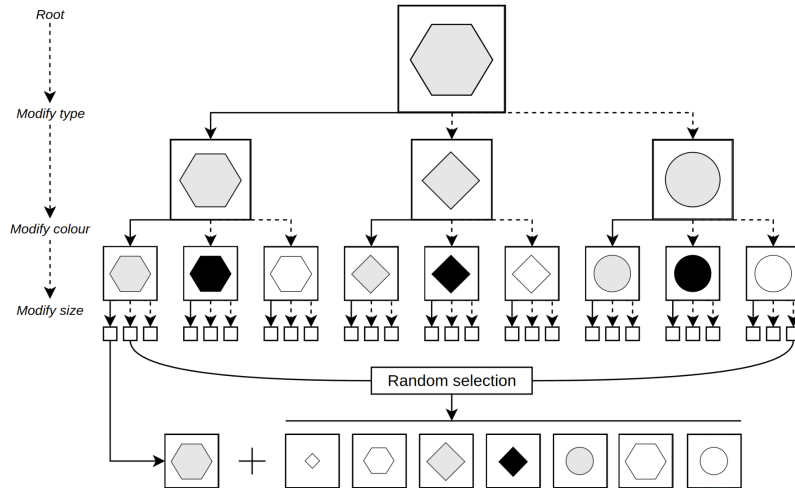 Root
Modify type
Modify colour
Modify size
Random selection